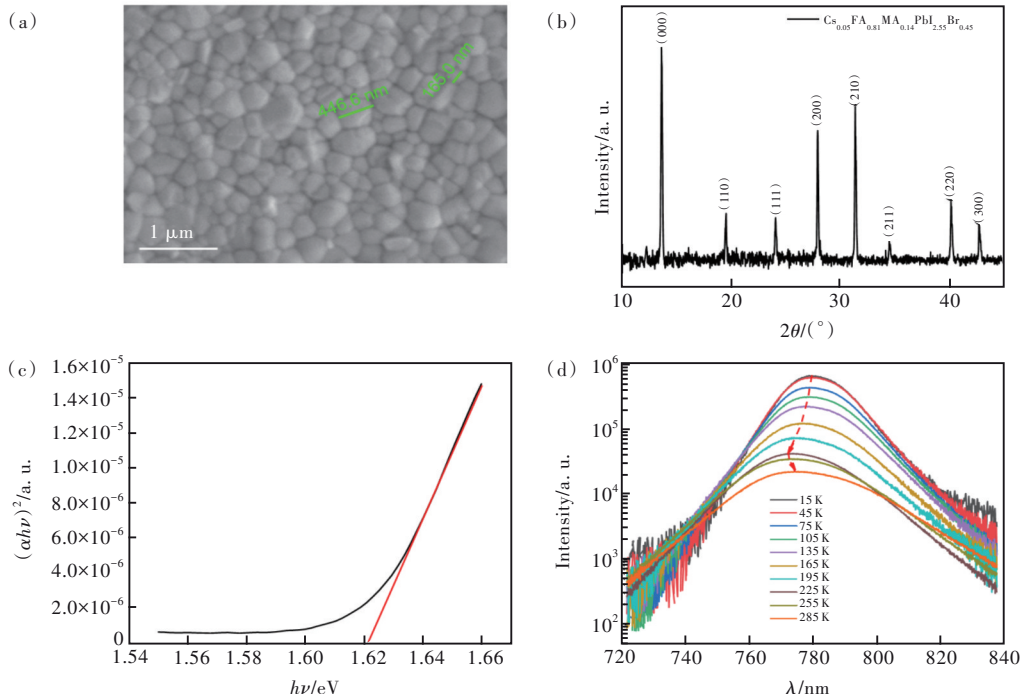 (a)
446.5 nm
1 μm
(b)
Cs₀.₀₅FA₀.₈₁MA₀.₁₄PbI₂.₅₅Br₀.₄₅
(000)
(110)
(111)
(200)
(210)
(211)
(220)
(300)
Intensity/a. u.
10 20 30 40
2θ/(°)
(c)
1.6×10⁻⁵
1.4×10⁻⁵
1.2×10⁻⁵
1.0×10⁻⁵
8.0×10⁻⁶
6.0×10⁻⁶
4.0×10⁻⁶
2.0×10⁻⁶
0
(αhν)²/a. u.
1.54 1.56 1.58 1.60 1.62 1.64 1.66
hν/eV
(d)
10⁶
10⁵
10⁴
10³
10²
Intensity/a. u.
15 K
45 K
75 K
105 K
135 K
165 K
195 K
225 K
255 K
285 K
720 740 760 780 800 820 840
λ/nm